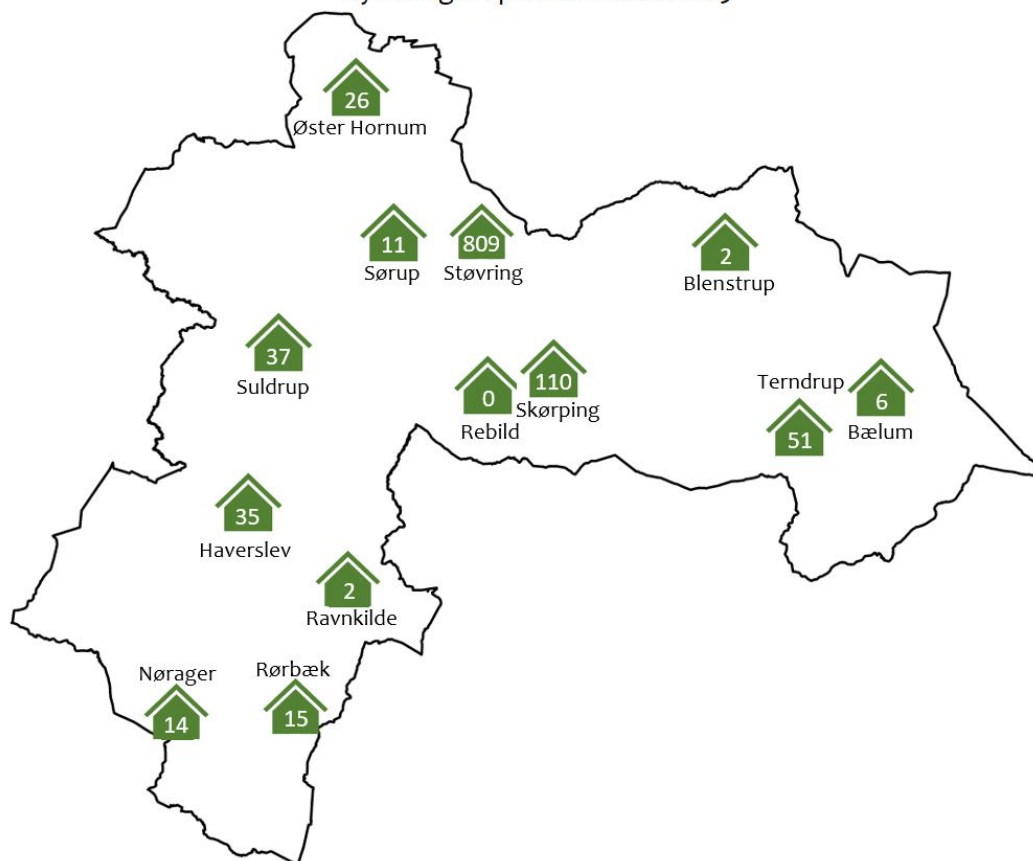 26
Øster Hornum
11
Sørup
809
Støvring
2
Blenstrup
37
Suldrup
0
Rebild
110
Skørping
Terndrup
51
6
Bælum
35
Haverslev
2
Ravnkilde
Nørager
14
Rørbæk
15